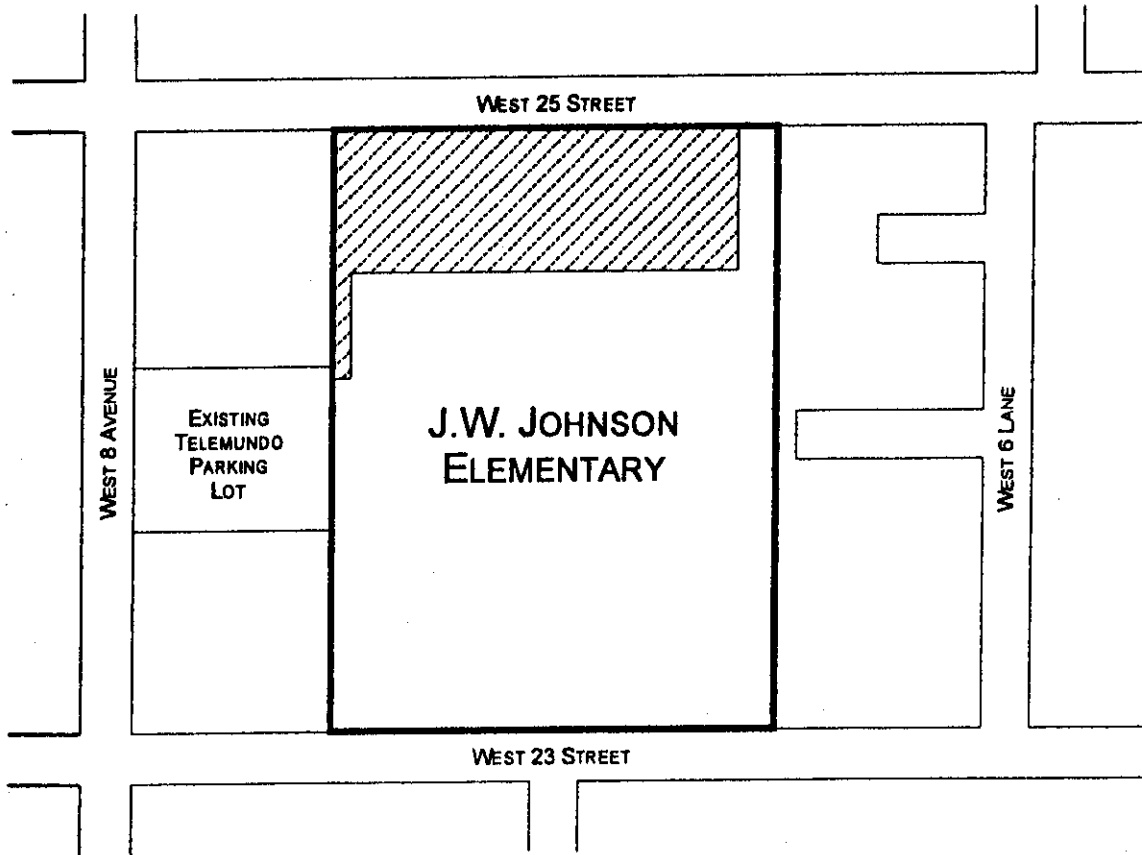 WEST 25 STREET
WEST 8 AVENUE
EXISTING
TELEMUNDO
PARKING
LOT
J.W. JOHNSON
ELEMENTARY
WEST 6 LANE
WEST 23 STREET